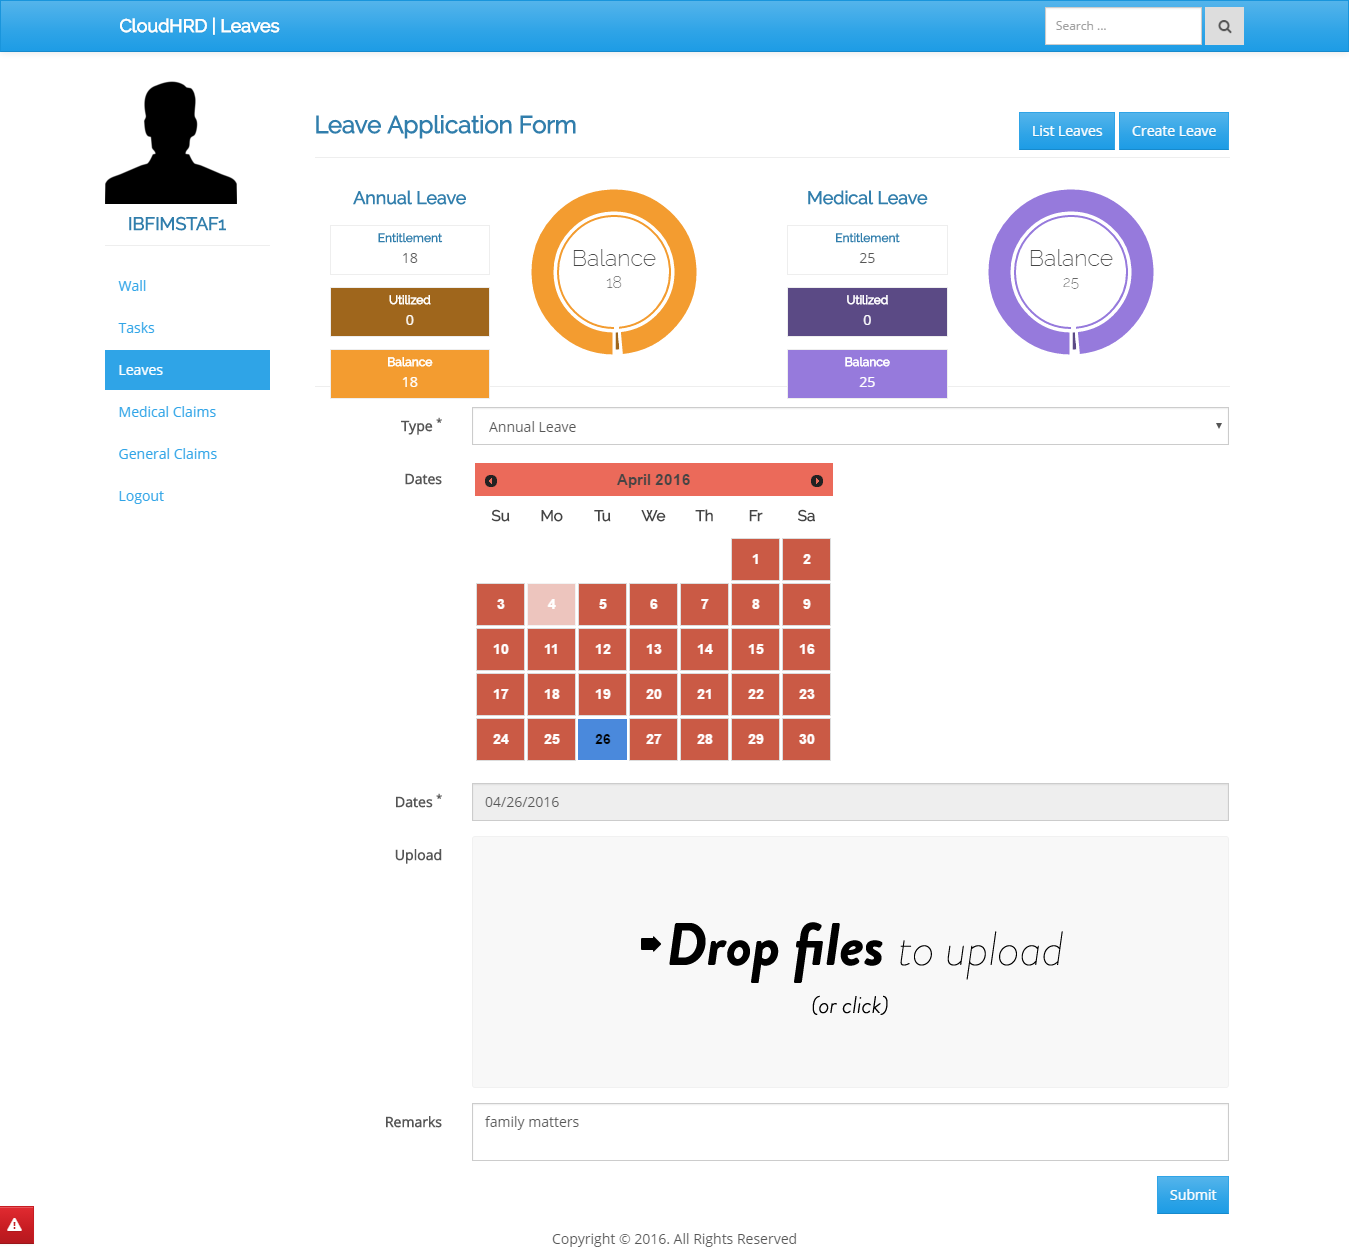 CloudHRD | Leaves
Search ...
IBFIMSTAF1
Wall
Tasks
Leaves
Medical Claims
General Claims
Logout
Leave Application Form
List Leaves
Create Leave
Annual Leave
Entitlement
18
Utilized
0
Balance
18
Balance
18
Medical Leave
Entitlement
25
Utilized
0
Balance
25
Balance
25
Type *
Annual Leave
Dates
April 2016
Su Mo Tu We Th Fr Sa
1 2
3 4 5 6 7 8 9
10 11 12 13 14 15 16
17 18 19 20 21 22 23
24 25 26 27 28 29 30
Dates *
04/26/2016
Upload
Drop files to upload
(or click)
Remarks
family matters
Submit
Copyright © 2016. All Rights Reserved